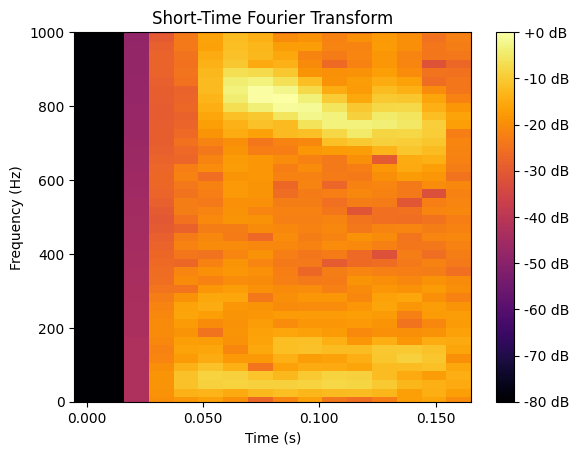 Short-Time Fourier Transform
1000
800
600
400
200
0
Frequency (Hz)
0.000
0.050
0.100
0.150
Time (s)
+0 dB
-10 dB
-20 dB
-30 dB
-40 dB
-50 dB
-60 dB
-70 dB
-80 dB